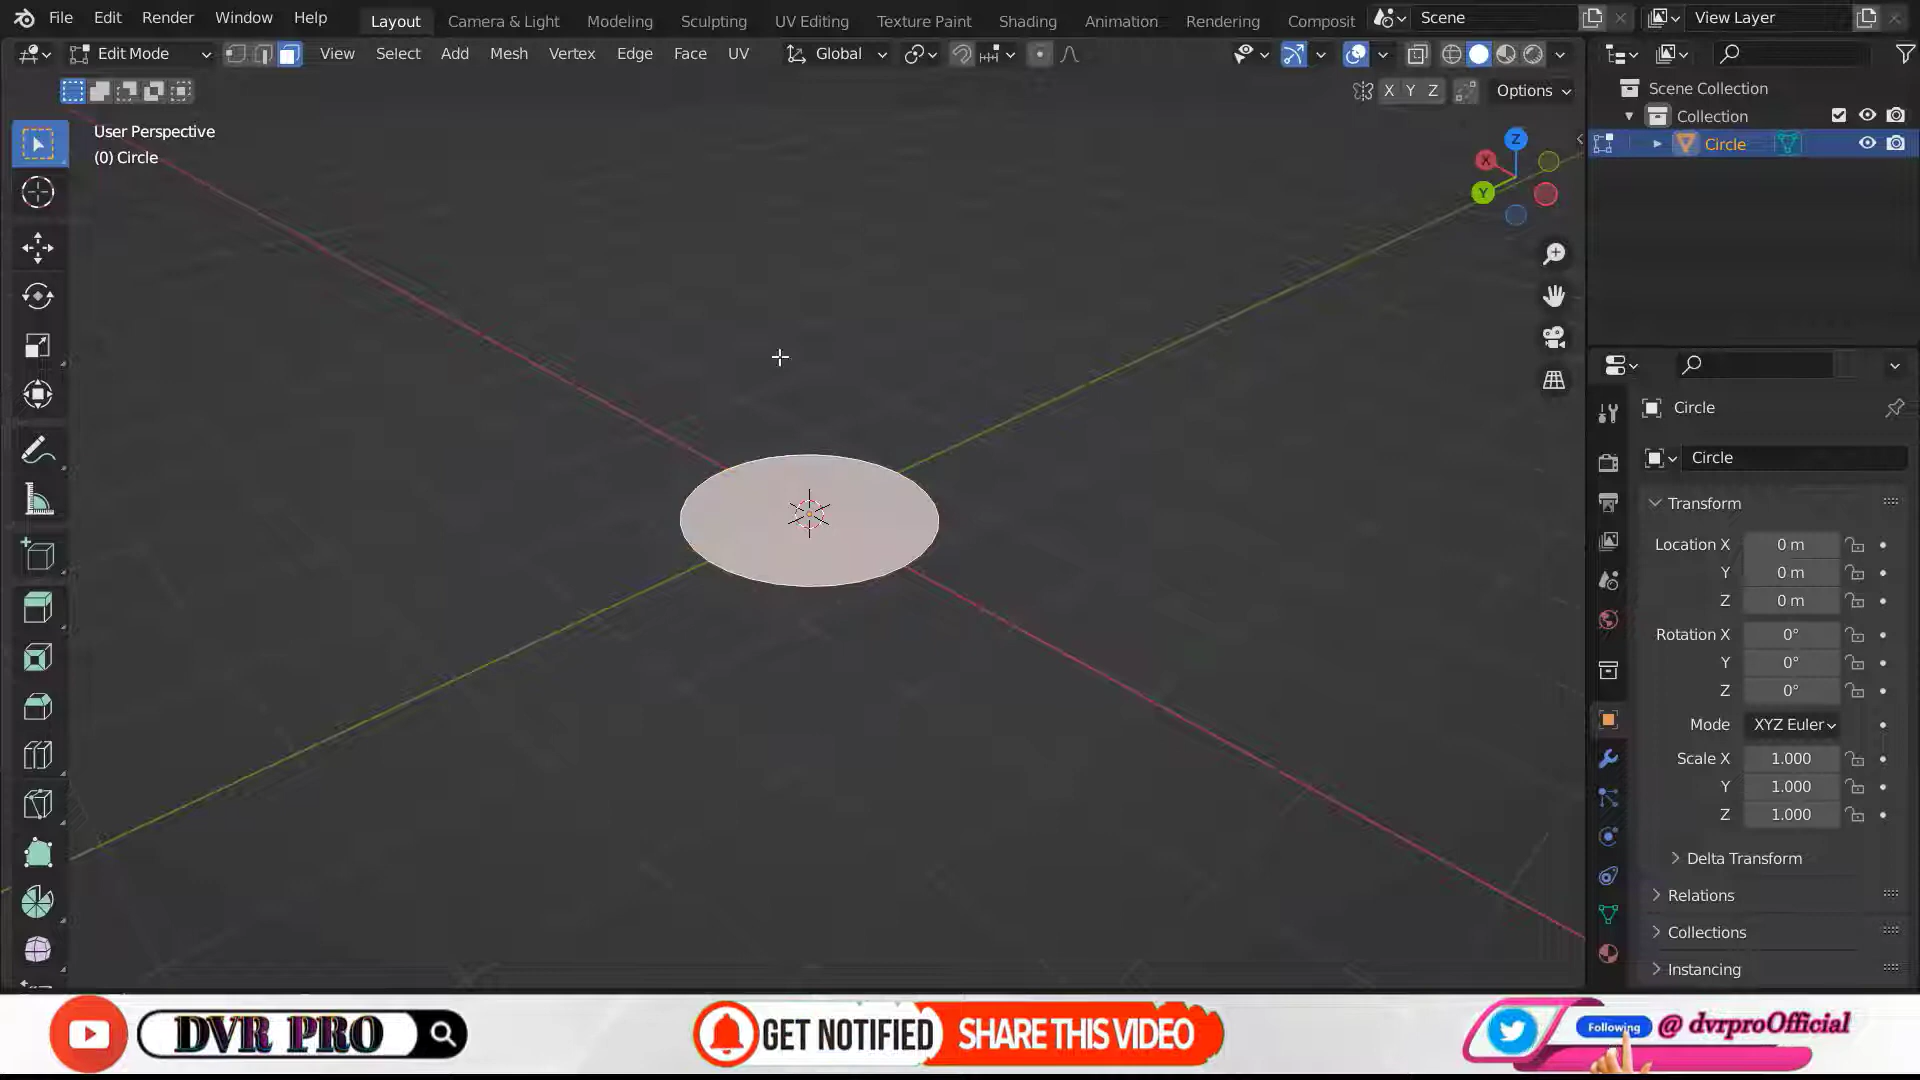 File Edit Render Window Help Layout Camera & Light Modeling Sculpting UV Editing Texture Paint Shading Animation Rendering Composit Scene View Layer
Edit Mode View Select Add Mesh Vertex Edge Face UV Global
X Y Z Options
User Perspective
(0) Circle
Z
X
Y
Scene Collection
Collection
Circle
Circle
Circle
Transform
Location X 0 m
Y 0 m
Z 0 m
Rotation X 0°
Y 0°
Z 0°
Mode XYZ Euler
Scale X 1.000
Y 1.000
Z 1.000
Delta Transform
Relations
Collections
Instancing
DVR PRO GET NOTIFIED SHARE THIS VIDEO Following @ dvrproOfficial